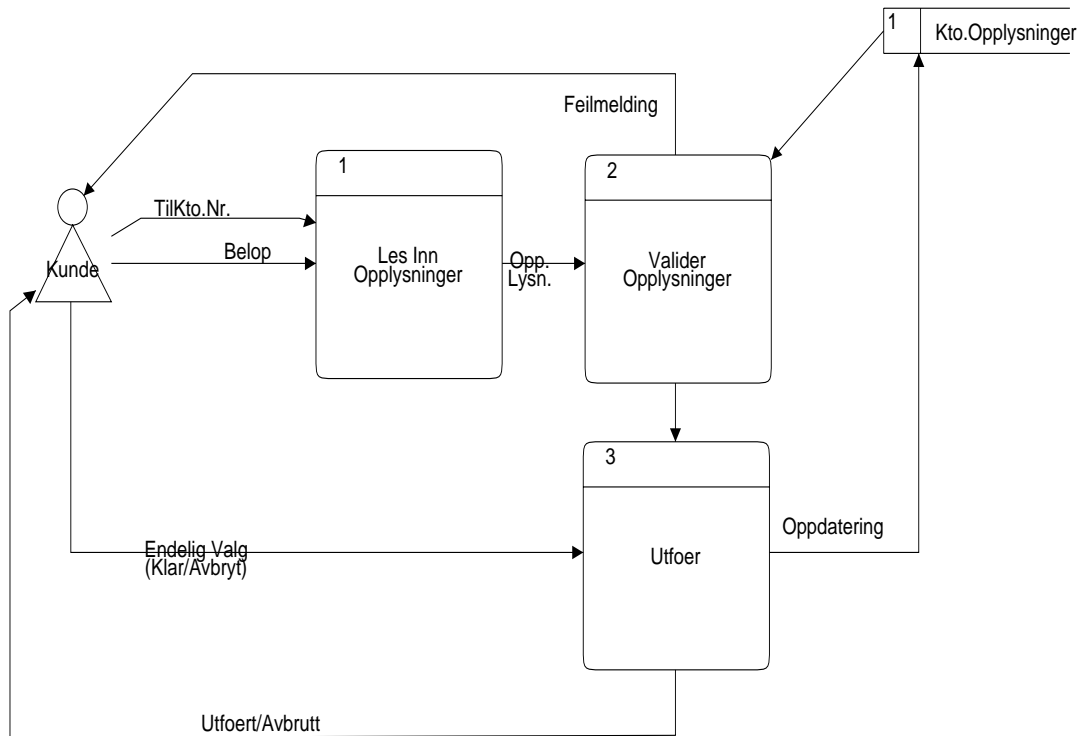 1
Kto.Opplysninger
Feilmelding
1
2
TilKto.Nr.
Belop
Kunde
Les Inn
Opplysninger
Opp.
Lysn.
Valider
Opplysninger
3
Oppdatering
Endelig Valg
(Klar/Avbryt)
Utfoer
Utfoert/Avbrutt